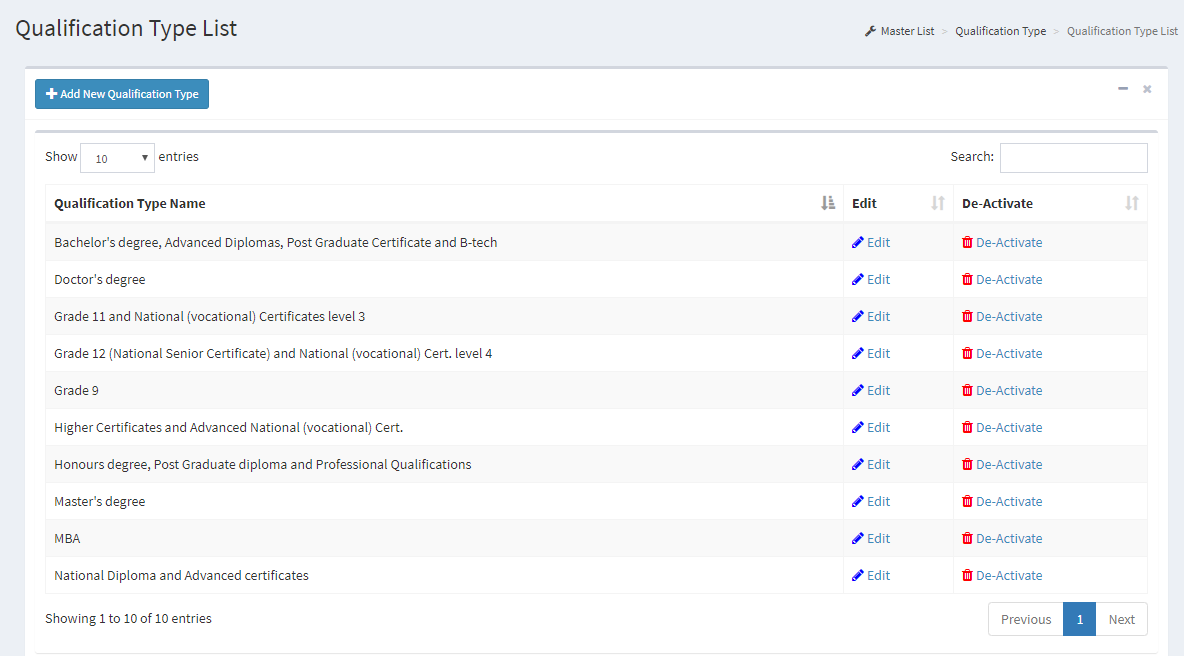 Qualification Type List
Master List > Qualification Type > Qualification Type List
Add New Qualification Type
Show 10 entries Search:
Qualification Type Name Edit De-Activate
Bachelor's degree, Advanced Diplomas, Post Graduate Certificate and B-tech Edit De-Activate
Doctor's degree Edit De-Activate
Grade 11 and National (vocational) Certificates level 3 Edit De-Activate
Grade 12 (National Senior Certificate) and National (vocational) Cert. level 4 Edit De-Activate
Grade 9 Edit De-Activate
Higher Certificates and Advanced National (vocational) Cert. Edit De-Activate
Honours degree, Post Graduate diploma and Professional Qualifications Edit De-Activate
Master's degree Edit De-Activate
MBA Edit De-Activate
National Diploma and Advanced certificates Edit De-Activate
Showing 1 to 10 of 10 entries Previous 1 Next